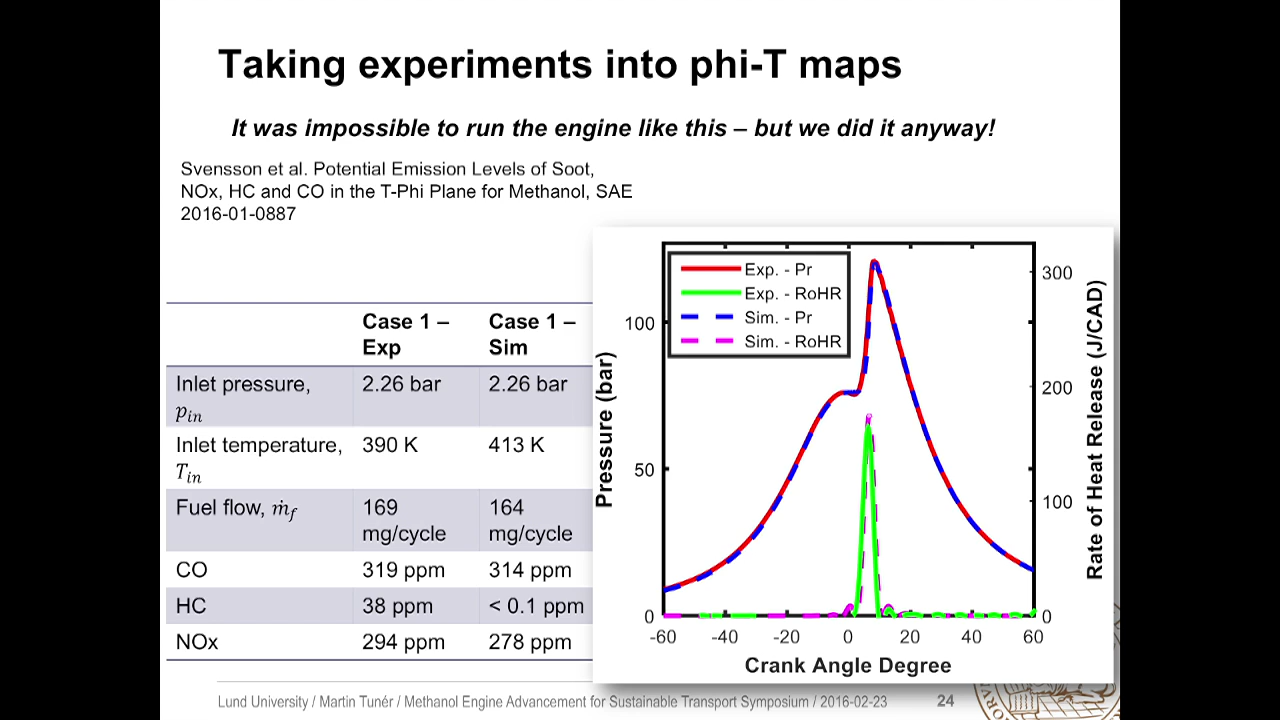 Taking experiments into phi-T maps
It was impossible to run the engine like this – but we did it anyway!
Svensson et al. Potential Emission Levels of Soot,
NOx, HC and CO in the T-Phi Plane for Methanol, SAE
2016-01-0887
Case 1 – Exp
Case 1 – Sim
Inlet pressure, p_in 2.26 bar 2.26 bar
Inlet temperature, T_in 390 K 413 K
Fuel flow, ṁ_f 169 mg/cycle 164 mg/cycle
CO 319 ppm 314 ppm
HC 38 ppm < 0.1 ppm
NOx 294 ppm 278 ppm
Exp. - Pr
Exp. - RoHR
Sim. - Pr
Sim. - RoHR
Pressure (bar)
100
50
0
300
200
100
0
Rate of Heat Release (J/CAD)
-60 -40 -20 0 20 40 60
Crank Angle Degree
Lund University / Martin Tunér / Methanol Engine Advancement for Sustainable Transport Symposium / 2016-02-23 24